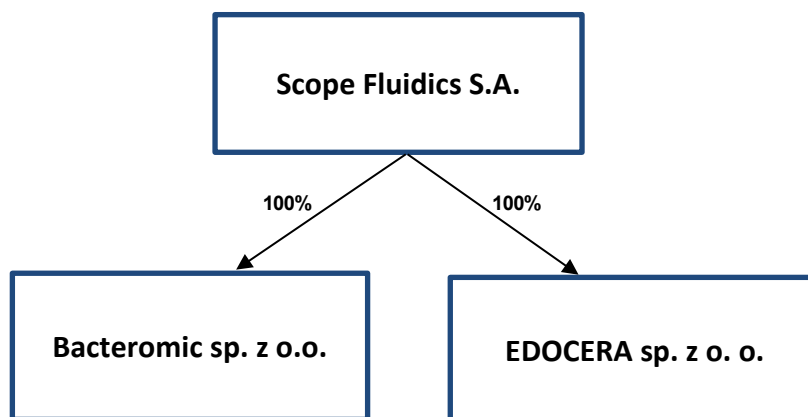 Scope Fluidics S.A.
100%
100%
Bacteromic sp. z o.o.
EDOCERA sp. z o. o.